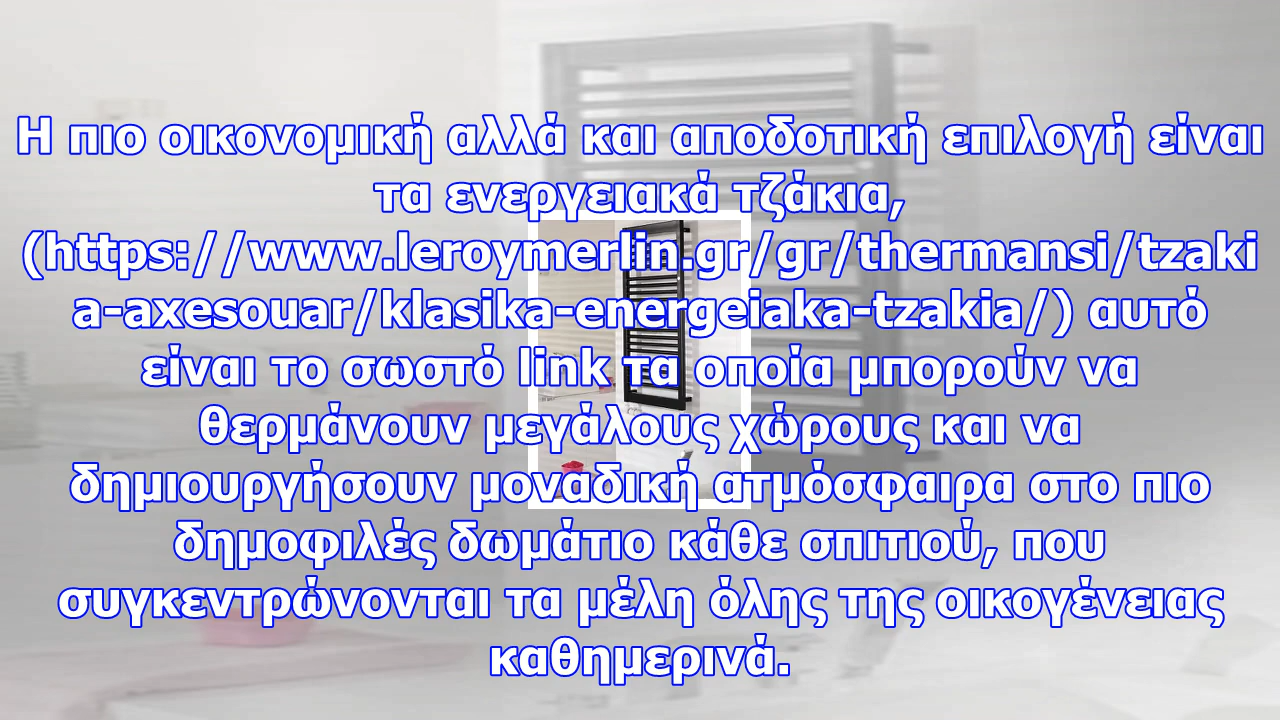 Η πιο οικονομική αλλά και αποδοτική επιλογή είναι
τα ενεργειακά τζάκια,
(https://www.leroymerlin.gr/gr/thermansi/tzaki
a-axesouar/klasika-energeiaka-tzakia/) αυτό
είναι το σωστό link τα οποία μπορούν να
θερμάνουν μεγάλους χώρους και να
δημιουργήσουν μοναδική ατμόσφαιρα στο πιο
δημοφιλές δωμάτιο κάθε σπιτιού, που
συγκεντρώνονται τα μέλη όλης της οικογένειας
καθημερινά.